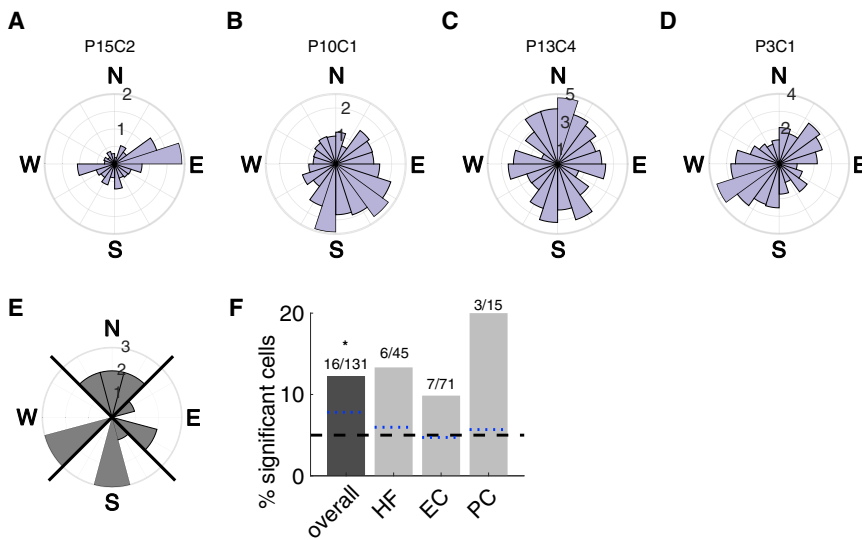 A
P15C2
N
2
1
W
E
S
B
P10C1
N
2
1
W
E
S
C
P13C4
N
5
3
1
W
E
S
D
P3C1
N
4
2
W
E
S
E
N
3
2
1
W
E
S
F
% significant cells
20
10
0
*
16/131
6/45
7/71
3/15
overall
HF
EC
PC